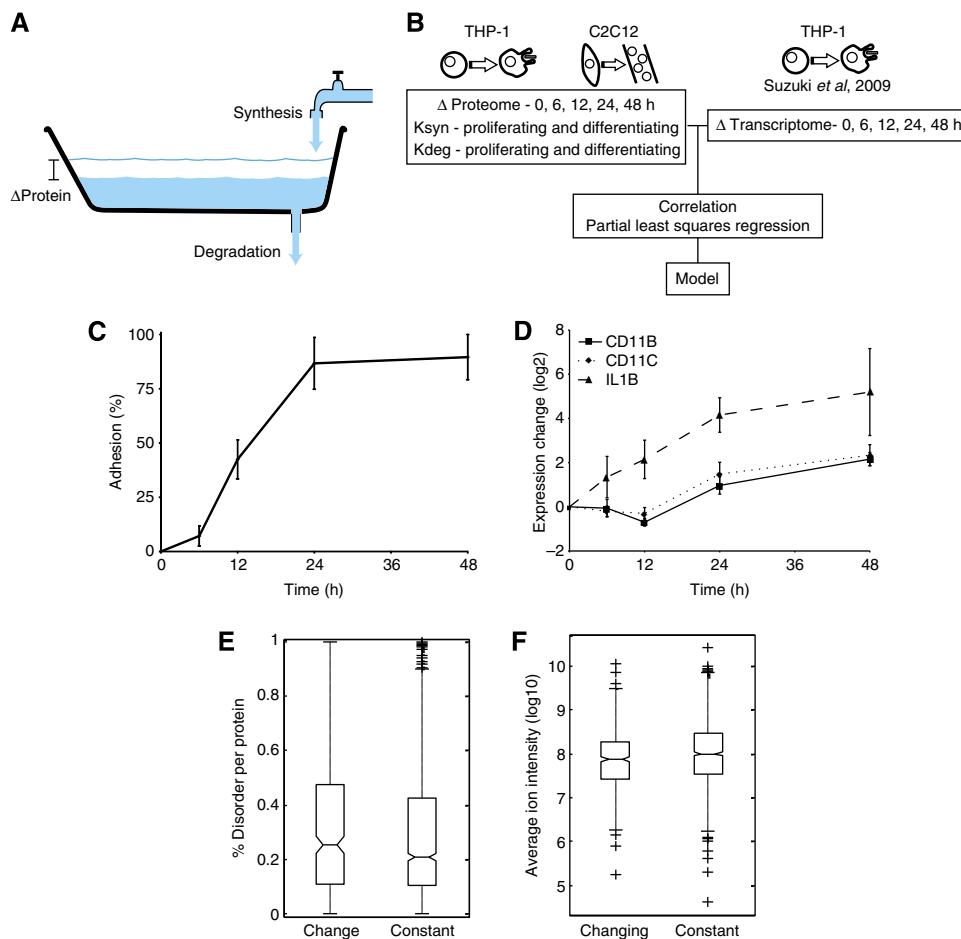 A
Synthesis
ΔProtein
Degradation
B
THP-1
C2C12
THP-1
Suzuki et al, 2009
Δ Proteome - 0, 6, 12, 24, 48 h
Ksyn - proliferating and differentiating
Kdeg - proliferating and differentiating
Δ Transcriptome- 0, 6, 12, 24, 48 h
Correlation
Partial least squares regression
Model
C
100
75
50
25
0
Adhesion (%)
0 12 24 36 48
Time (h)
D
8
6
4
2
0
–2
Expression change (log2)
CD11B
CD11C
IL1B
0 12 24 36 48
Time (h)
E
1
0.8
0.6
0.4
0.2
0
% Disorder per protein
Change Constant
F
10
9
8
7
6
5
Average ion intensity (log10)
Changing Constant